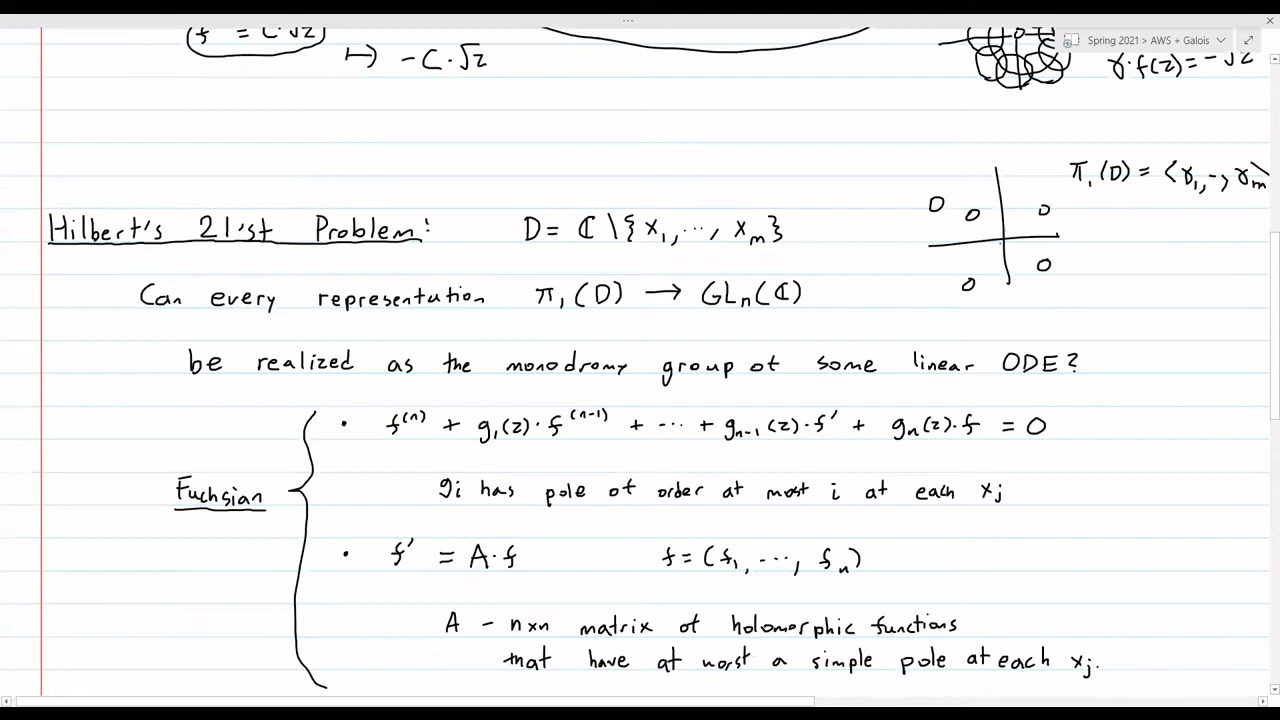 Spring 2021 > AWS + Galois
f = C·√z
↦ -C·√z
γ·f(z) = -√z
π₁(D) = ⟨γ₁, -, γₘ⟩
D
Hilbert's 21'st Problem: D = ℂ \ {x₁, ..., xₘ}
Can every representation π₁(D) → GLₙ(ℂ)
be realized as the monodromy group of some linear ODE?
Fuchsian
• f⁽ⁿ⁾ + g₁(z)·f⁽ⁿ⁻¹⁾ + ... + gₙ₋₁(z)·f' + gₙ(z)·f = 0
gi has pole of order at most i at each xj
• f' = A·f f = (f₁, ..., fₙ)
A - n×n matrix of holomorphic functions
that have at worst a simple pole at each xj.